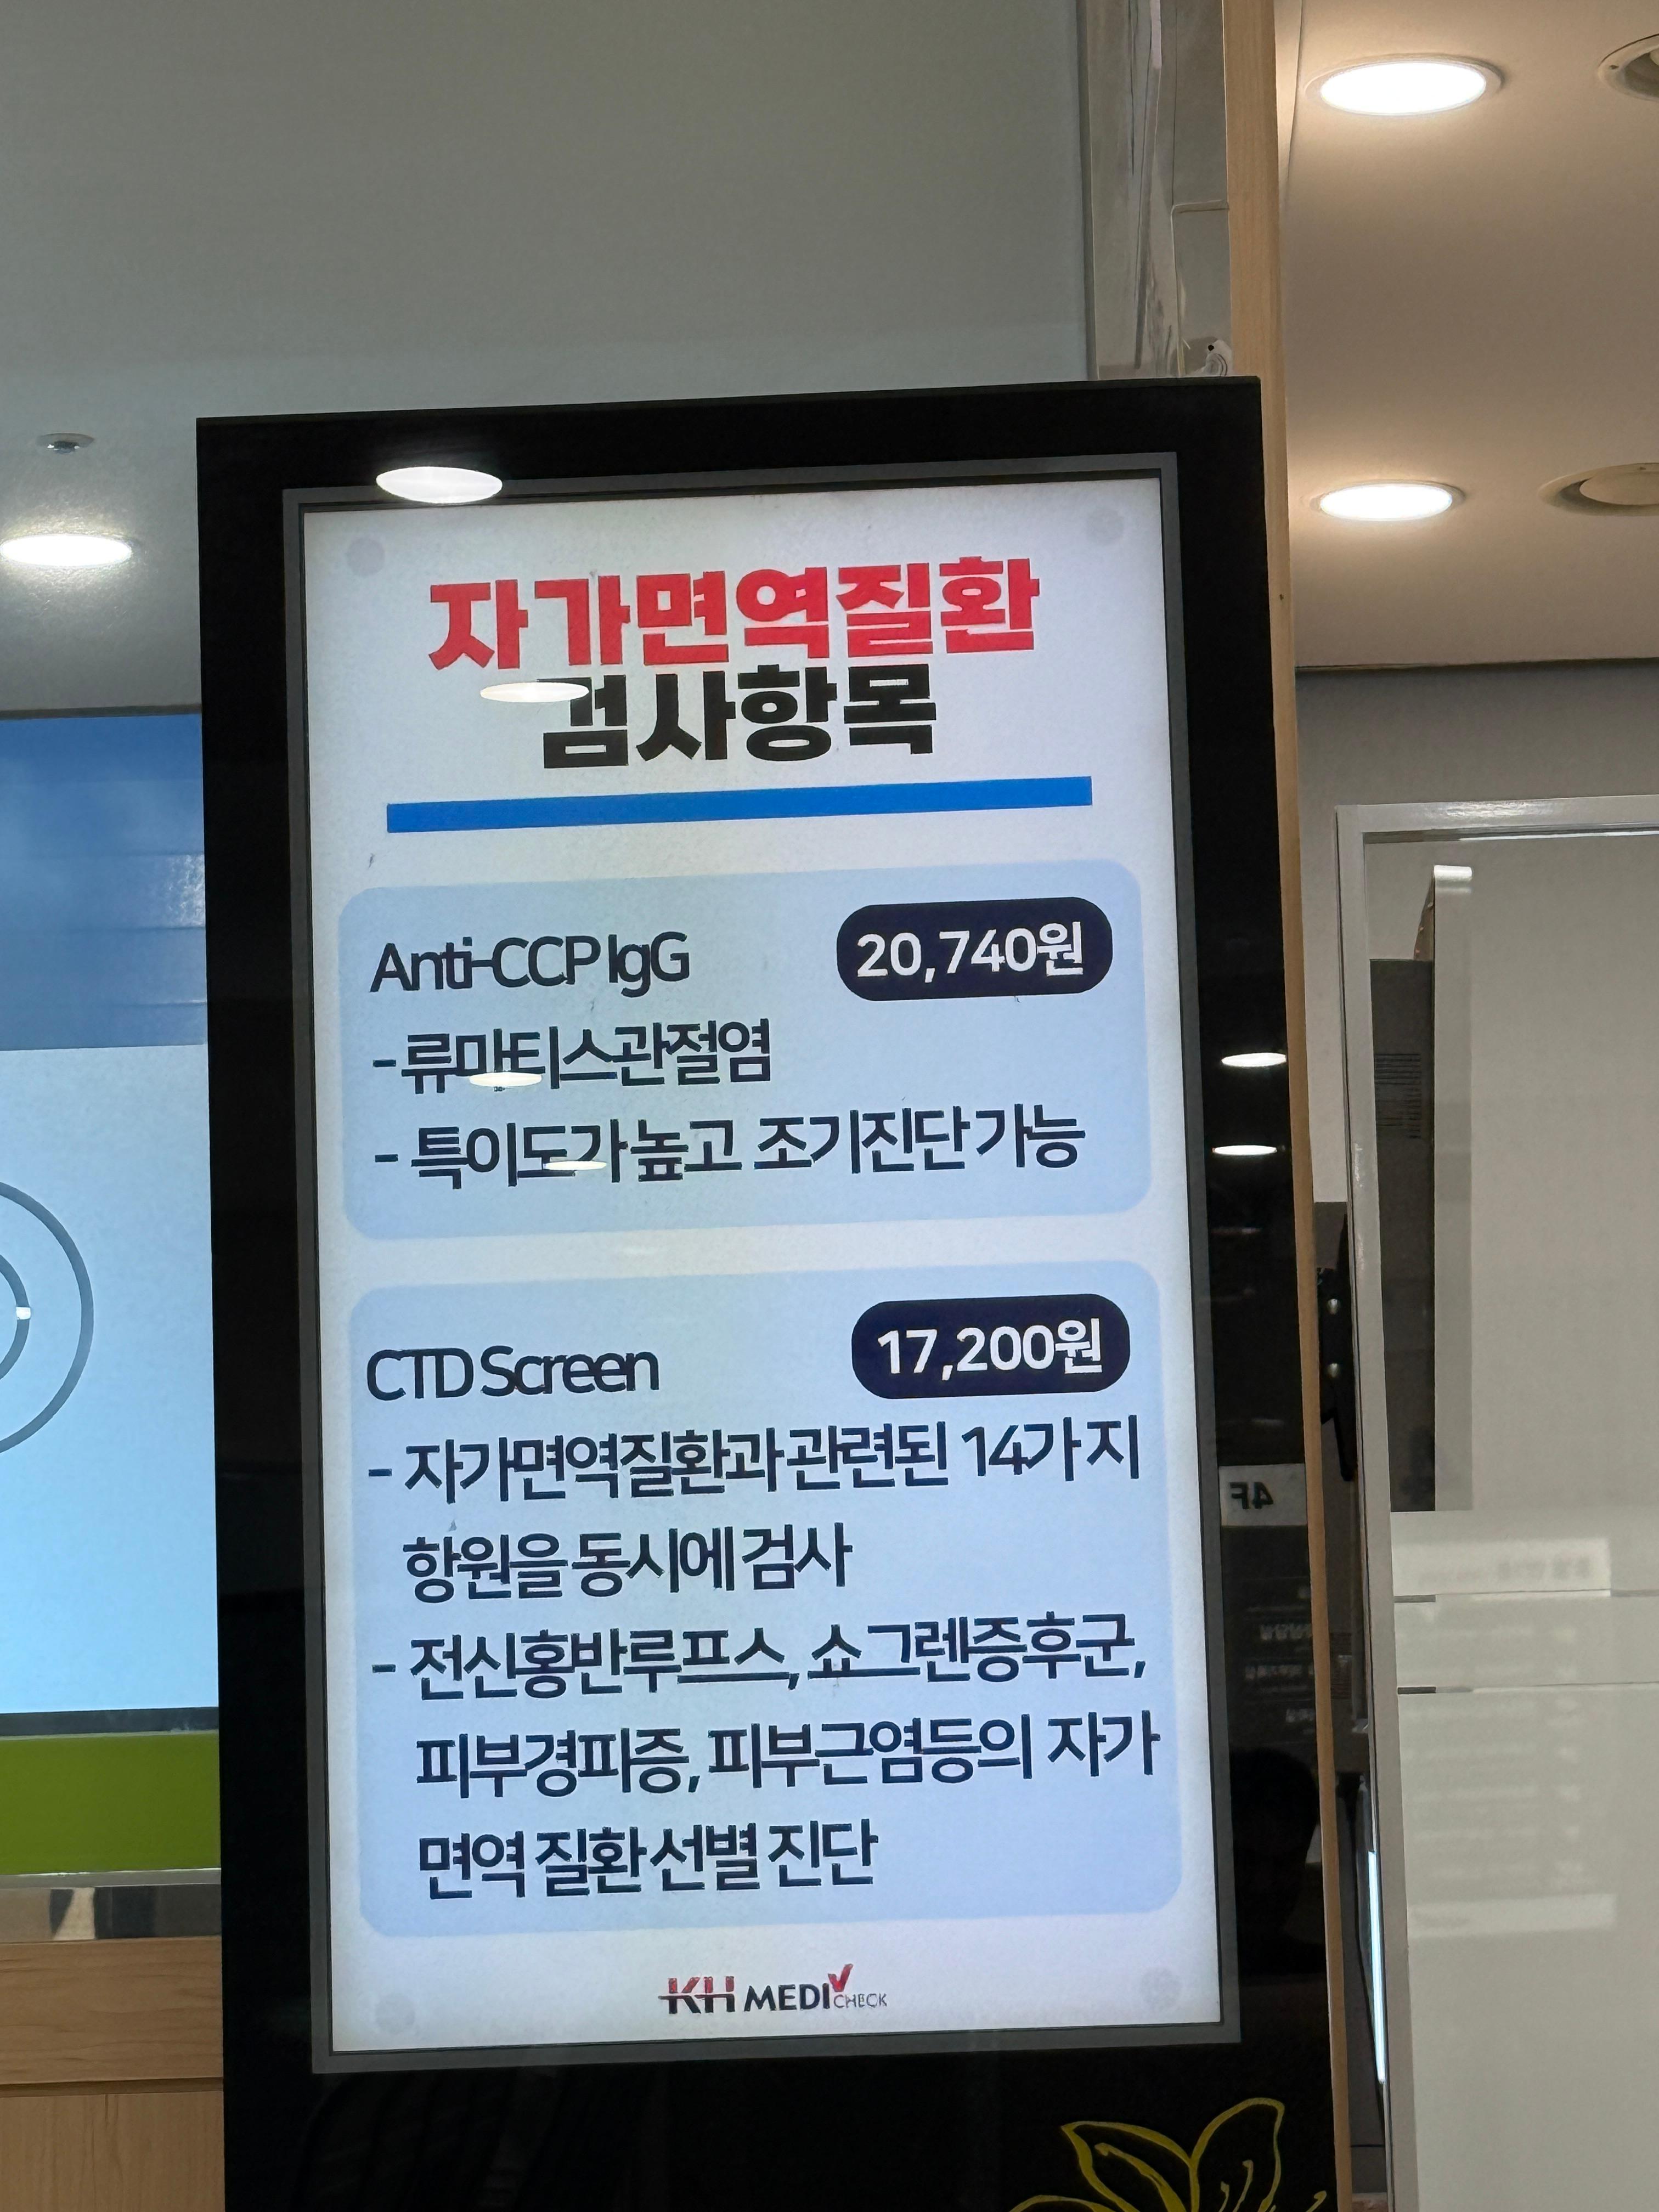 자가면역질환
검사항목
Anti-CCP IgG
20,740원
- 류마티스관절염
- 특이도가 높고 조기진단 가능
CTD Screen
17,200원
- 자가면역질환과 관련된 14가지
항원을 동시에 검사
- 전신홍반루프스, 쇼그렌증후군,
피부경피증, 피부근염등의 자가
면역 질환 선별 진단
KH MEDI CHECK
4F